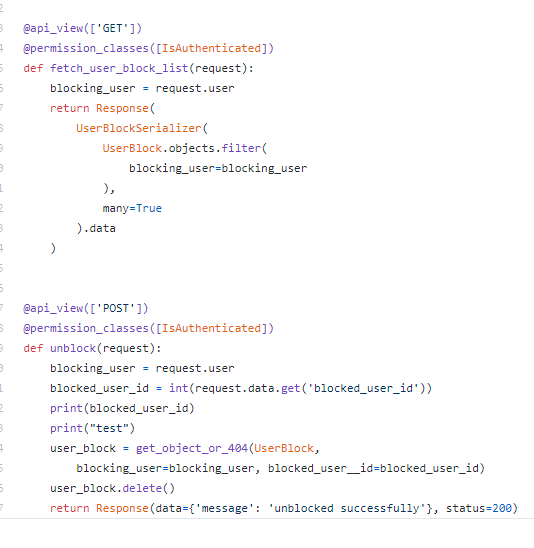 2
3 @api_view(['GET'])
4 @permission_classes([IsAuthenticated])
5 def fetch_user_block_list(request):
6     blocking_user = request.user
7     return Response(
8         UserBlockSerializer(
9             UserBlock.objects.filter(
0                 blocking_user=blocking_user
1             ),
2             many=True
3         ).data
4     )
5
6
7 @api_view(['POST'])
8 @permission_classes([IsAuthenticated])
9 def unblock(request):
0     blocking_user = request.user
1     blocked_user_id = int(request.data.get('blocked_user_id'))
2     print(blocked_user_id)
3     print("test")
4     user_block = get_object_or_404(UserBlock,
5         blocking_user=blocking_user, blocked_user__id=blocked_user_id)
6     user_block.delete()
7     return Response(data={'message': 'unblocked successfully'}, status=200)